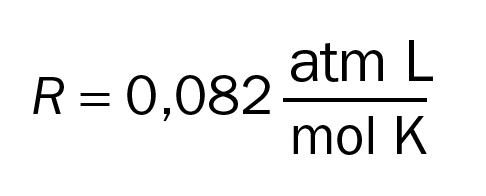 R = 0,082 atm L
mol K